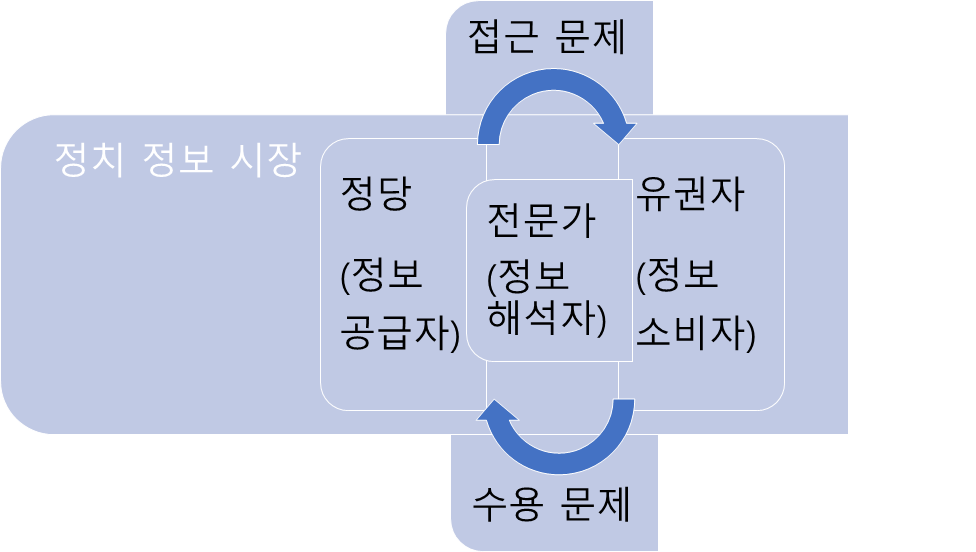 접근 문제
정치 정보 시장
정당
(정보
공급자)
전문가
(정보
해석자)
유권자
(정보
소비자)
수용 문제